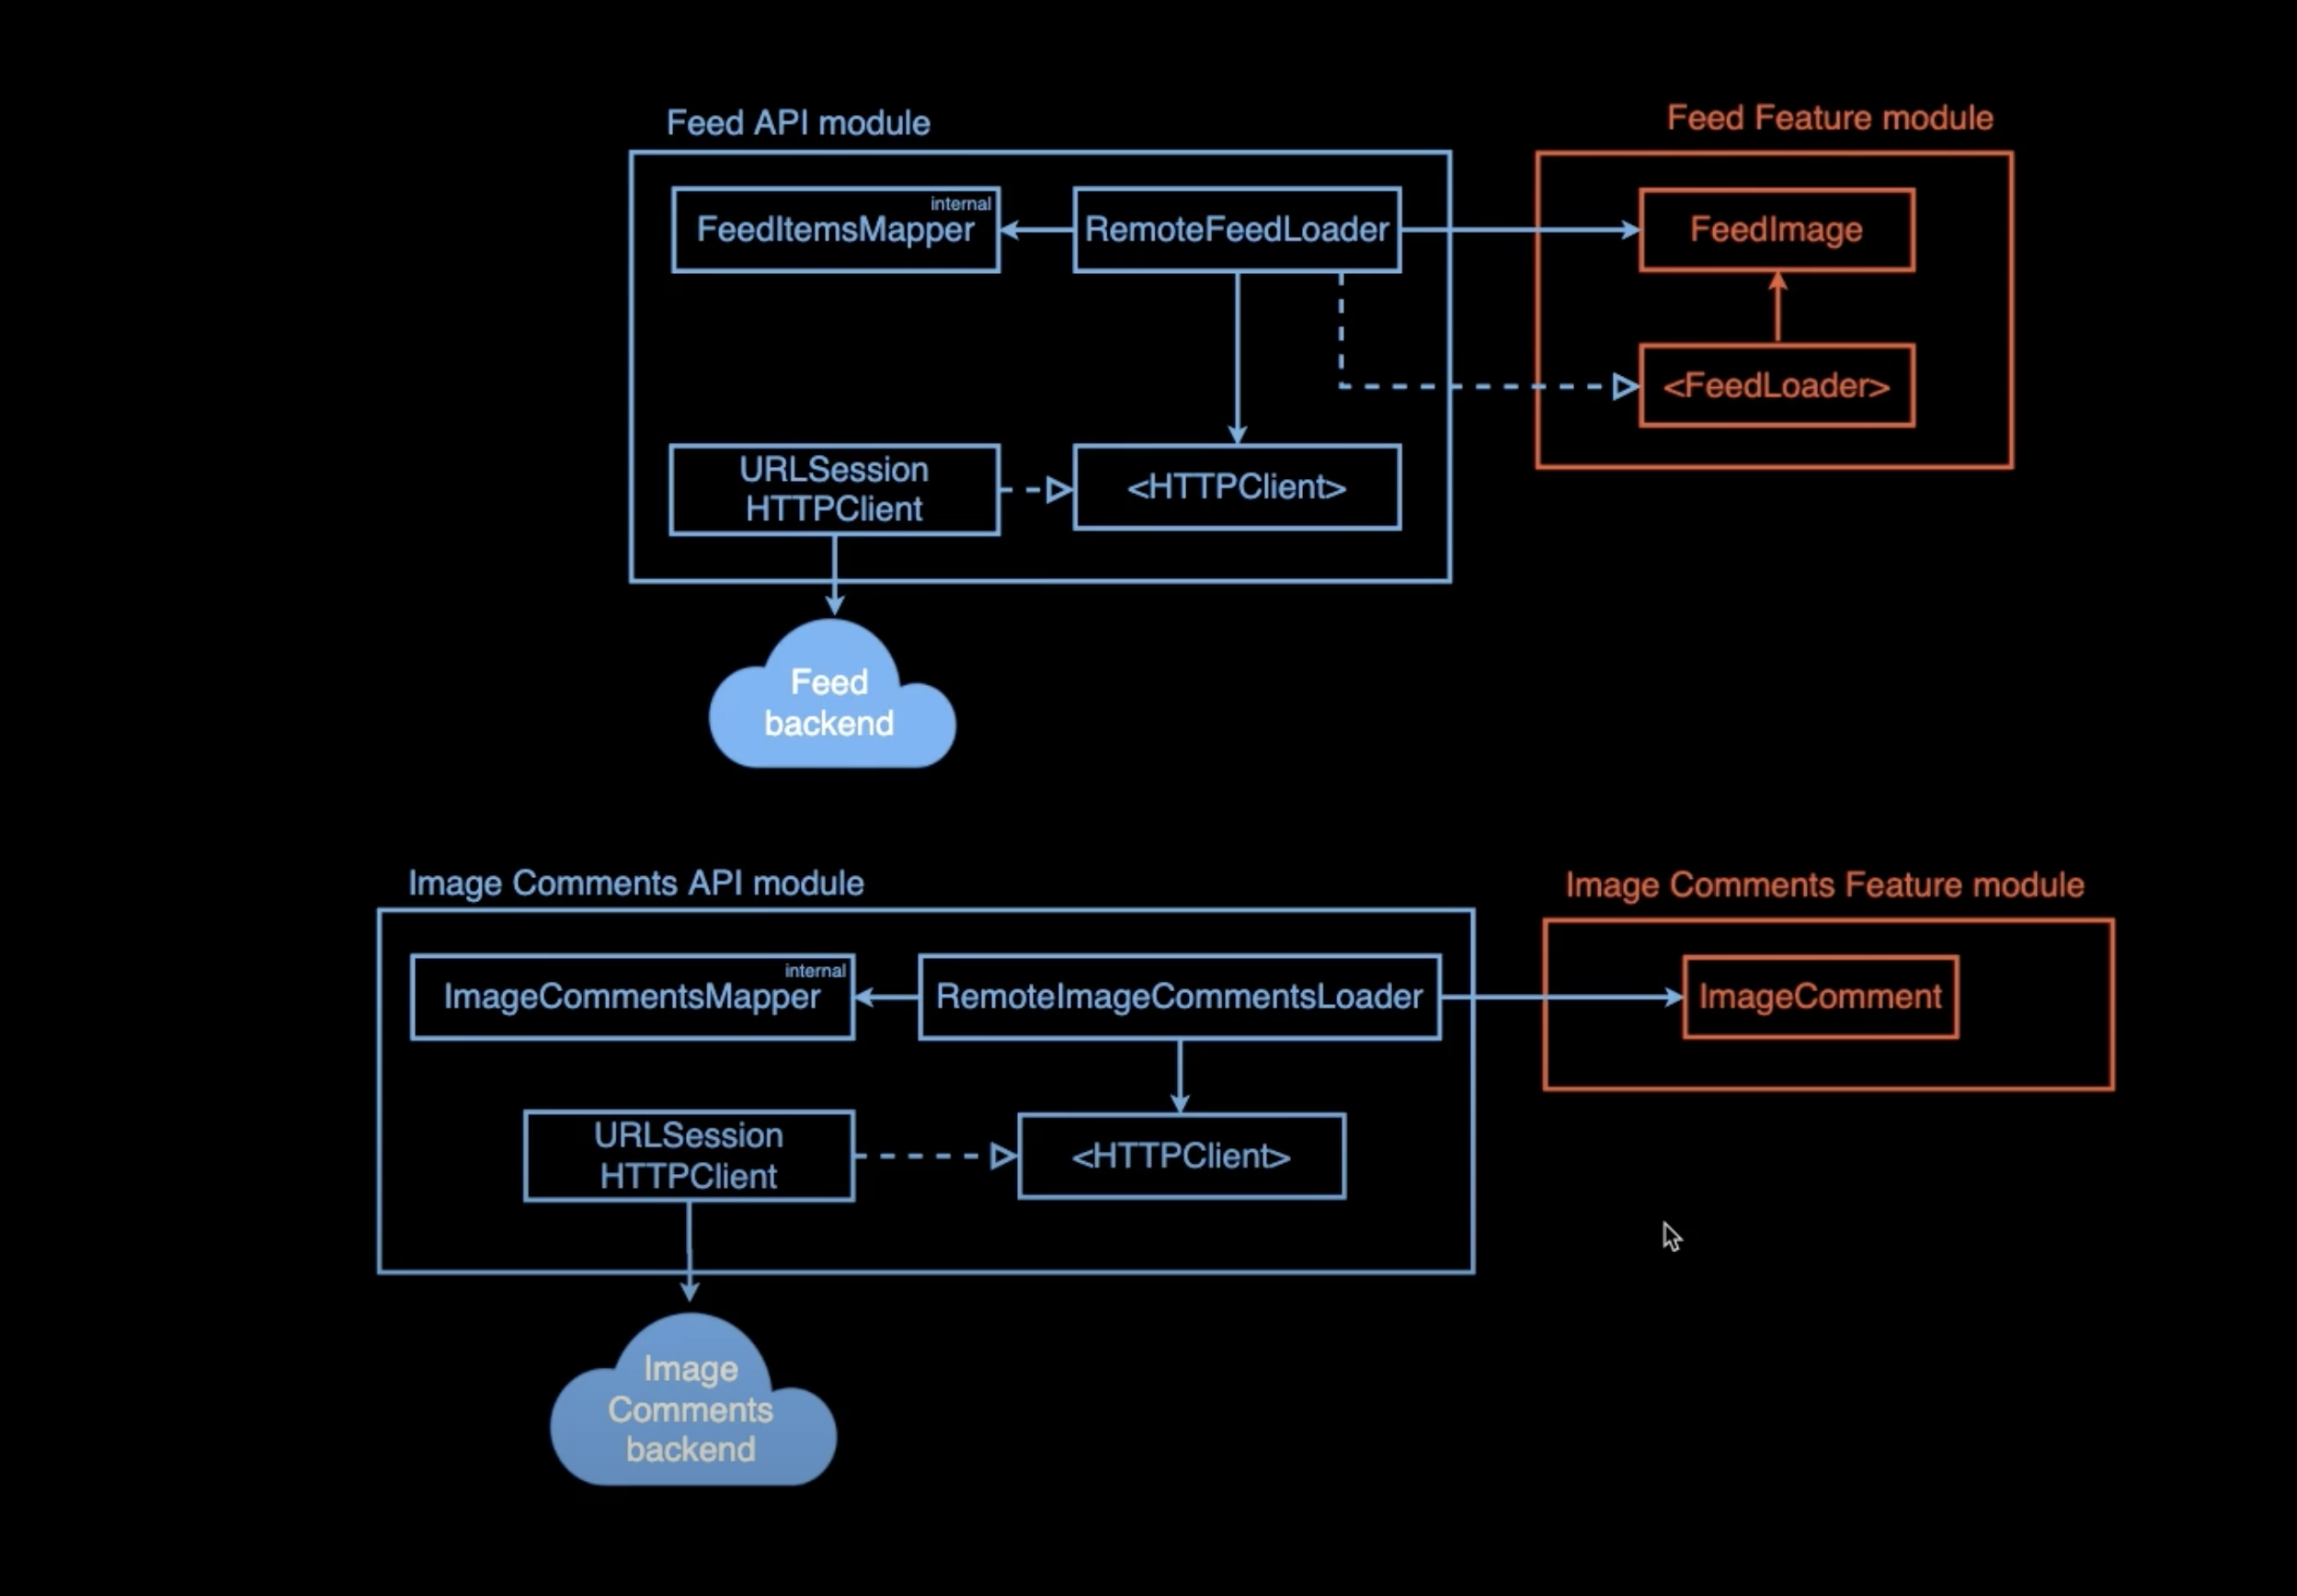 Feed API module
Feed Feature module
internal
FeedItemsMapper
RemoteFeedLoader
FeedImage
<FeedLoader>
URLSession
HTTPClient
<HTTPClient>
Feed
backend
Image Comments API module
Image Comments Feature module
internal
ImageCommentsMapper
RemoteImageCommentsLoader
ImageComment
URLSession
HTTPClient
<HTTPClient>
Image
Comments
backend